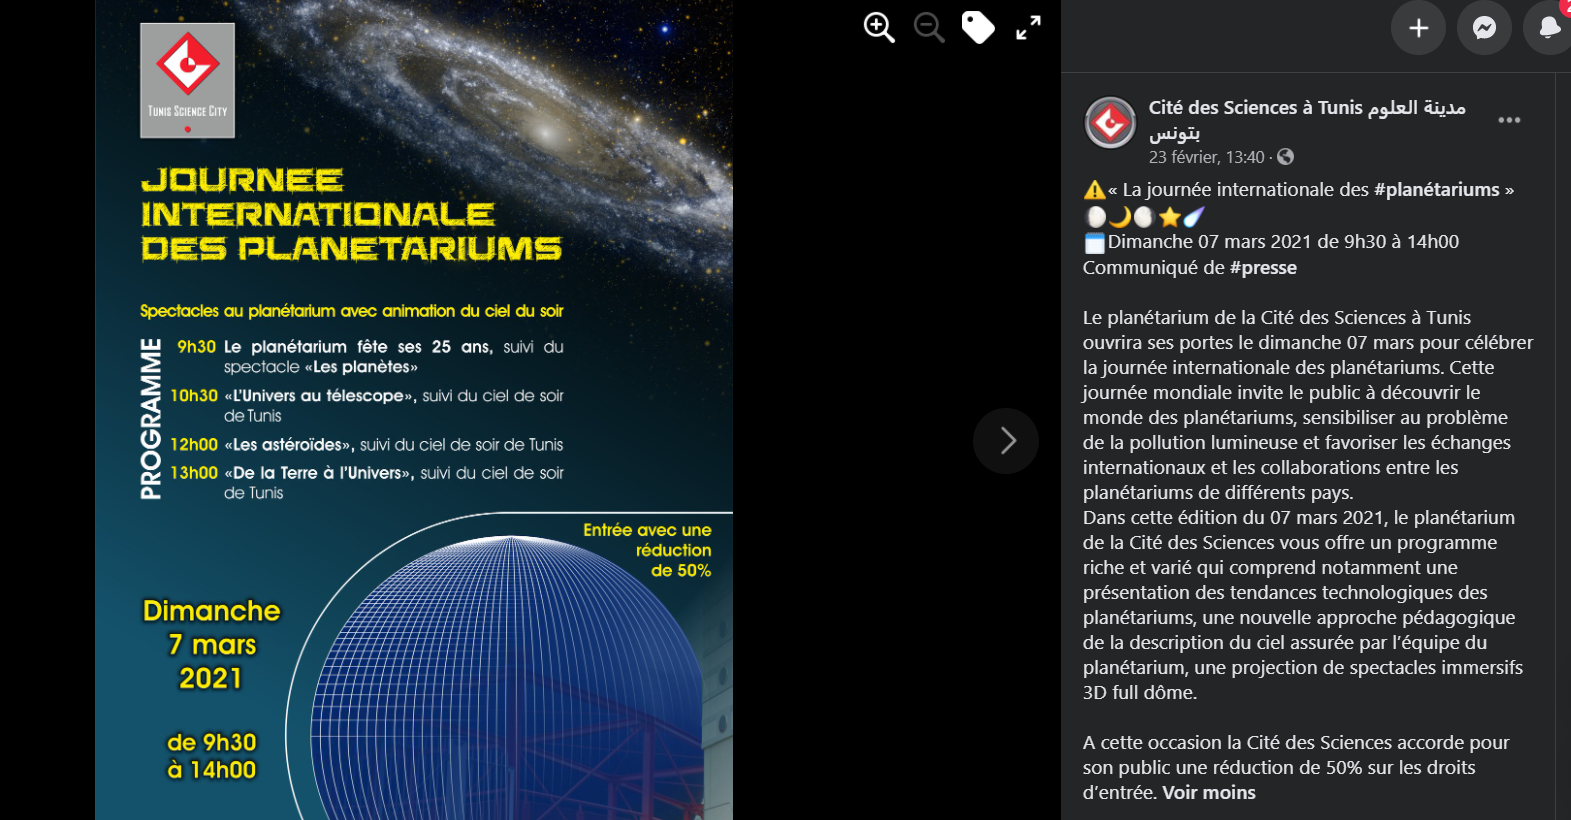 TUNIS SCIENCE CITY
JOURNEE
INTERNATIONALE
DES PLANETARIUMS
Spectacles au planétarium avec animation du ciel du soir
PROGRAMME
9h30 Le planétarium fête ses 25 ans, suivi du
spectacle «Les planètes»
10h30 «L'Univers au télescope», suivi du ciel de soir
de Tunis
12h00 «Les astéroïdes», suivi du ciel de soir de Tunis
13h00 «De la Terre à l'Univers», suivi du ciel de soir
de Tunis
Entrée avec une
réduction
de 50%
Dimanche
7 mars
2021
de 9h30
à 14h00
Cité des Sciences à Tunis مدينة العلوم
بتونس
23 février, 13:40 ·
⚠️« La journée internationale des #planétariums »
🌔🌙🌖⭐☄️
🗓️Dimanche 07 mars 2021 de 9h30 à 14h00
Communiqué de #presse
Le planétarium de la Cité des Sciences à Tunis
ouvrira ses portes le dimanche 07 mars pour célébrer
la journée internationale des planétariums. Cette
journée mondiale invite le public à découvrir le
monde des planétariums, sensibiliser au problème
de la pollution lumineuse et favoriser les échanges
internationaux et les collaborations entre les
planétariums de différents pays.
Dans cette édition du 07 mars 2021, le planétarium
de la Cité des Sciences vous offre un programme
riche et varié qui comprend notamment une
présentation des tendances technologiques des
planétariums, une nouvelle approche pédagogique
de la description du ciel assurée par l'équipe du
planétarium, une projection de spectacles immersifs
3D full dôme.
A cette occasion la Cité des Sciences accorde pour
son public une réduction de 50% sur les droits
d'entrée. Voir moins